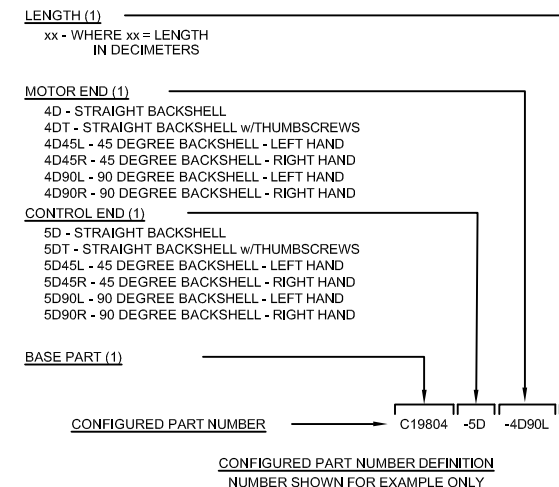 LENGTH (1)
xx - WHERE xx = LENGTH
IN DECIMETERS
MOTOR END (1)
4D - STRAIGHT BACKSHELL
4DT - STRAIGHT BACKSHELL w/THUMBSCREWS
4D45L - 45 DEGREE BACKSHELL - LEFT HAND
4D45R - 45 DEGREE BACKSHELL - RIGHT HAND
4D90L - 90 DEGREE BACKSHELL - LEFT HAND
4D90R - 90 DEGREE BACKSHELL - RIGHT HAND
CONTROL END (1)
5D - STRAIGHT BACKSHELL
5DT - STRAIGHT BACKSHELL w/THUMBSCREWS
5D45L - 45 DEGREE BACKSHELL - LEFT HAND
5D45R - 45 DEGREE BACKSHELL - RIGHT HAND
5D90L - 90 DEGREE BACKSHELL - LEFT HAND
5D90R - 90 DEGREE BACKSHELL - RIGHT HAND
BASE PART (1)
CONFIGURED PART NUMBER C19804 -5D -4D90L
CONFIGURED PART NUMBER DEFINITION
NUMBER SHOWN FOR EXAMPLE ONLY